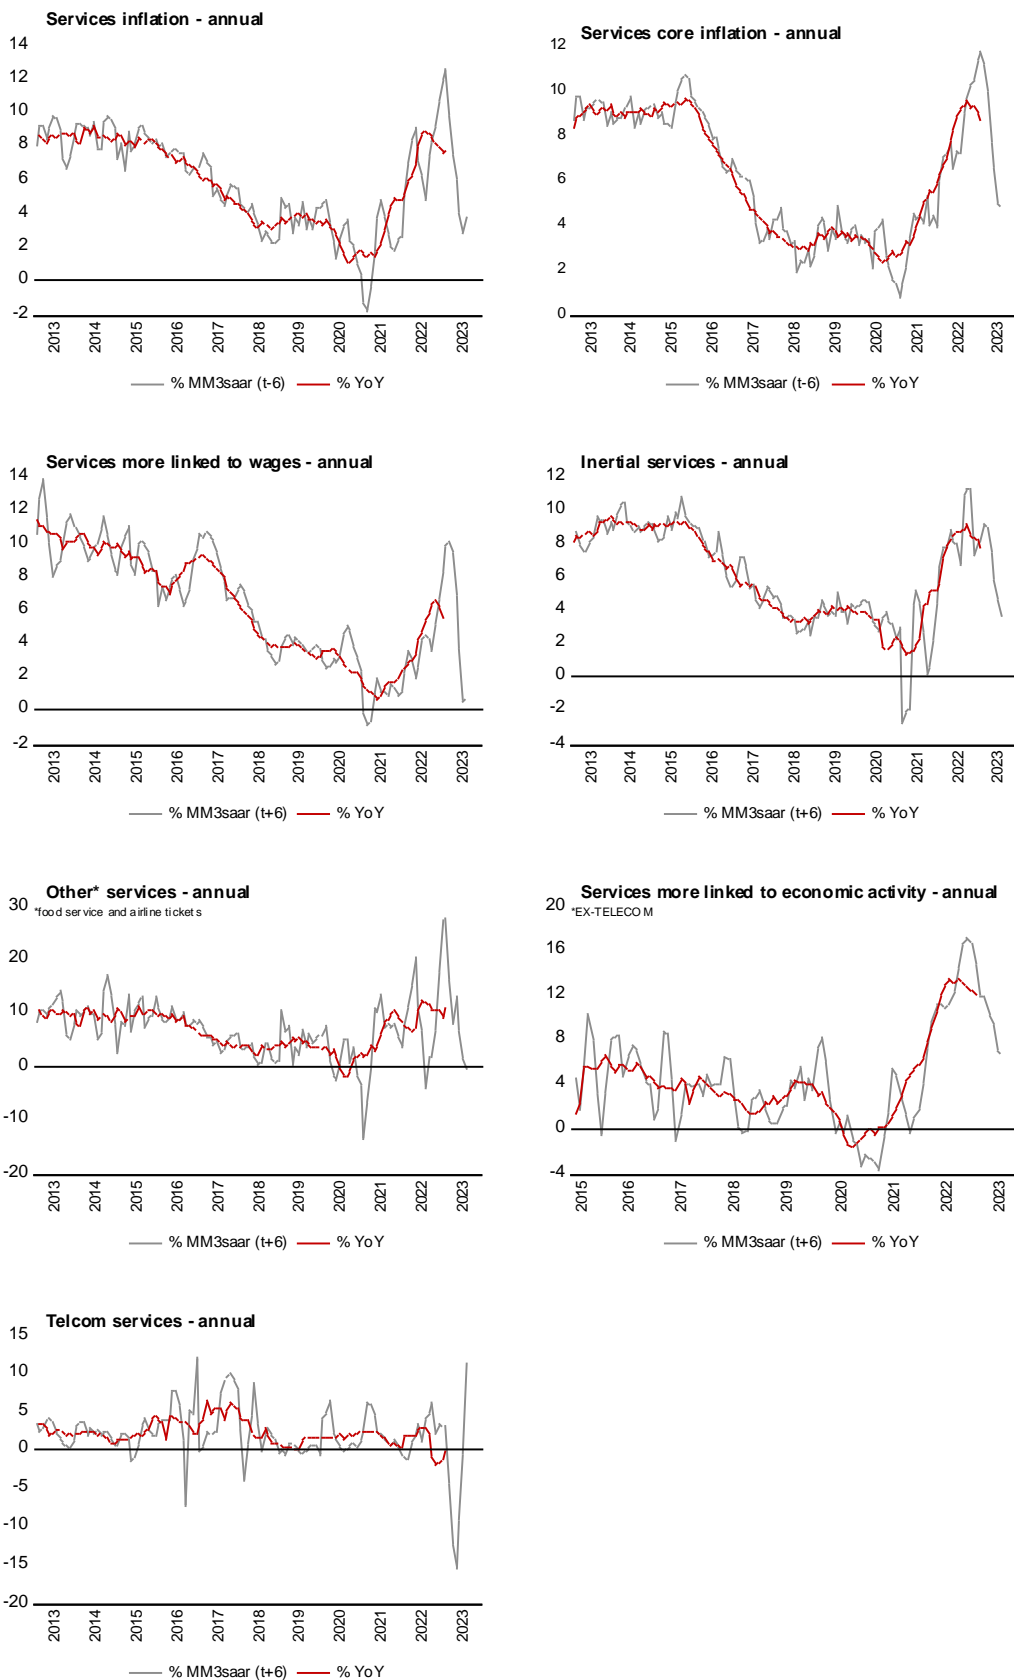 Services inflation - annual
14
12
10
8
6
4
2
0
-2
2013 2014 2015 2016 2017 2018 2019 2020 2021 2022 2023
% MM3saar (t-6) % YoY
Services core inflation - annual
12
10
8
6
4
2
0
2013 2014 2015 2016 2017 2018 2019 2020 2021 2022 2023
% MM3saar (t-6) % YoY
Services more linked to wages - annual
14
12
10
8
6
4
2
0
-2
2013 2014 2015 2016 2017 2018 2019 2020 2021 2022 2023
% MM3saar (t+6) % YoY
Inertial services - annual
12
10
8
6
4
2
0
-2
-4
2013 2014 2015 2016 2017 2018 2019 2020 2021 2022 2023
% MM3saar (t+6) % YoY
Other* services - annual
*food service and airline tickets
30
20
10
0
-10
-20
2013 2014 2015 2016 2017 2018 2019 2020 2021 2022 2023
% MM3saar (t+6) % YoY
Services more linked to economic activity - annual
*EX-TELECOM
20
16
12
8
4
0
-4
2015 2016 2017 2018 2019 2020 2021 2022 2023
% MM3saar (t+6) % YoY
Telcom services - annual
15
10
5
0
-5
-10
-15
-20
2013 2014 2015 2016 2017 2018 2019 2020 2021 2022 2023
% MM3saar (t+6) % YoY